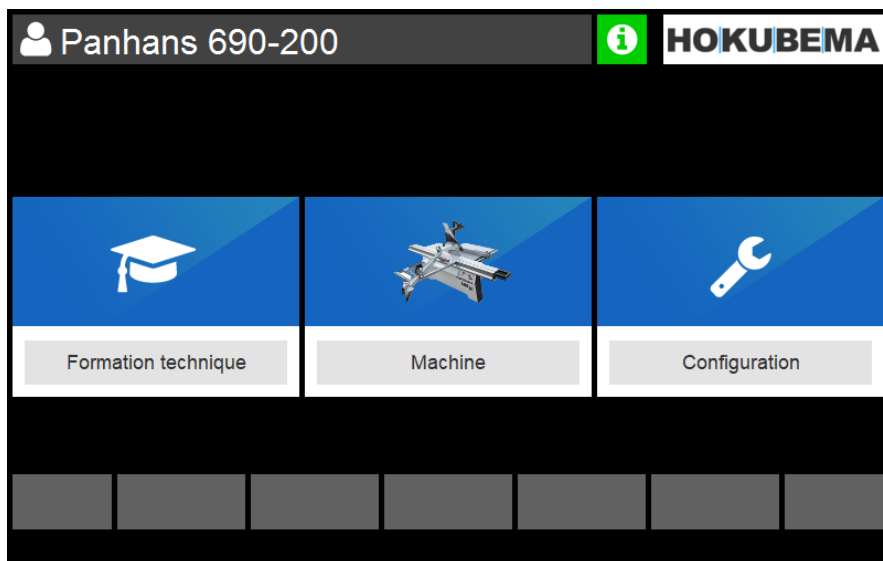 Panhans 690-200
HOKUBEMA
Formation technique
Machine
Configuration